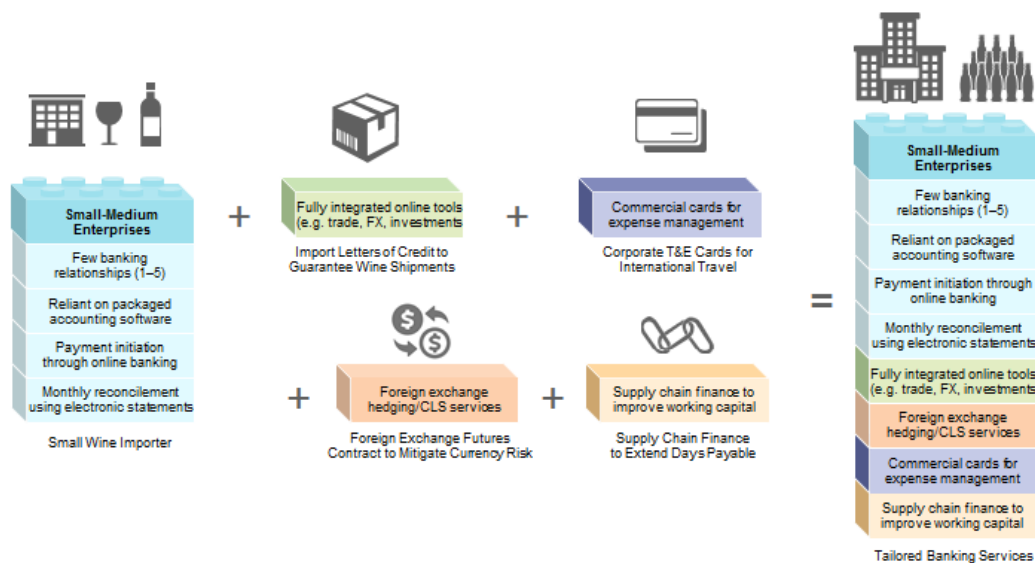 Small-Medium
Enterprises
Few banking
relationships (1–5)
Reliant on packaged
accounting software
Payment initiation
through online banking
Monthly reconcilement
using electronic statements
Small Wine Importer
+
Fully integrated online tools
(e.g. trade, FX, investments
Import Letters of Credit to
Guarantee Wine Shipments
+
Commercial cards for
expense management
Corporate T&E Cards for
International Travel
+
$
$
Foreign exchange
hedging/CLS services
Foreign Exchange Futures
Contract to Mitigate Currency Risk
+
Supply chain finance to
improve working capital
Supply Chain Finance
to Extend Days Payable
=
Small-Medium
Enterprises
Few banking
relationships (1–5)
Reliant on packaged
accounting software
Payment initiation through
online banking
Monthly reconcilement
using electronic statements
Fully integrated online tools
(e.g. trade, FX, investments
Foreign exchange
hedging/CLS services
Commercial cards for
expense management
Supply chain finance to
improve working capital
Tailored Banking Services